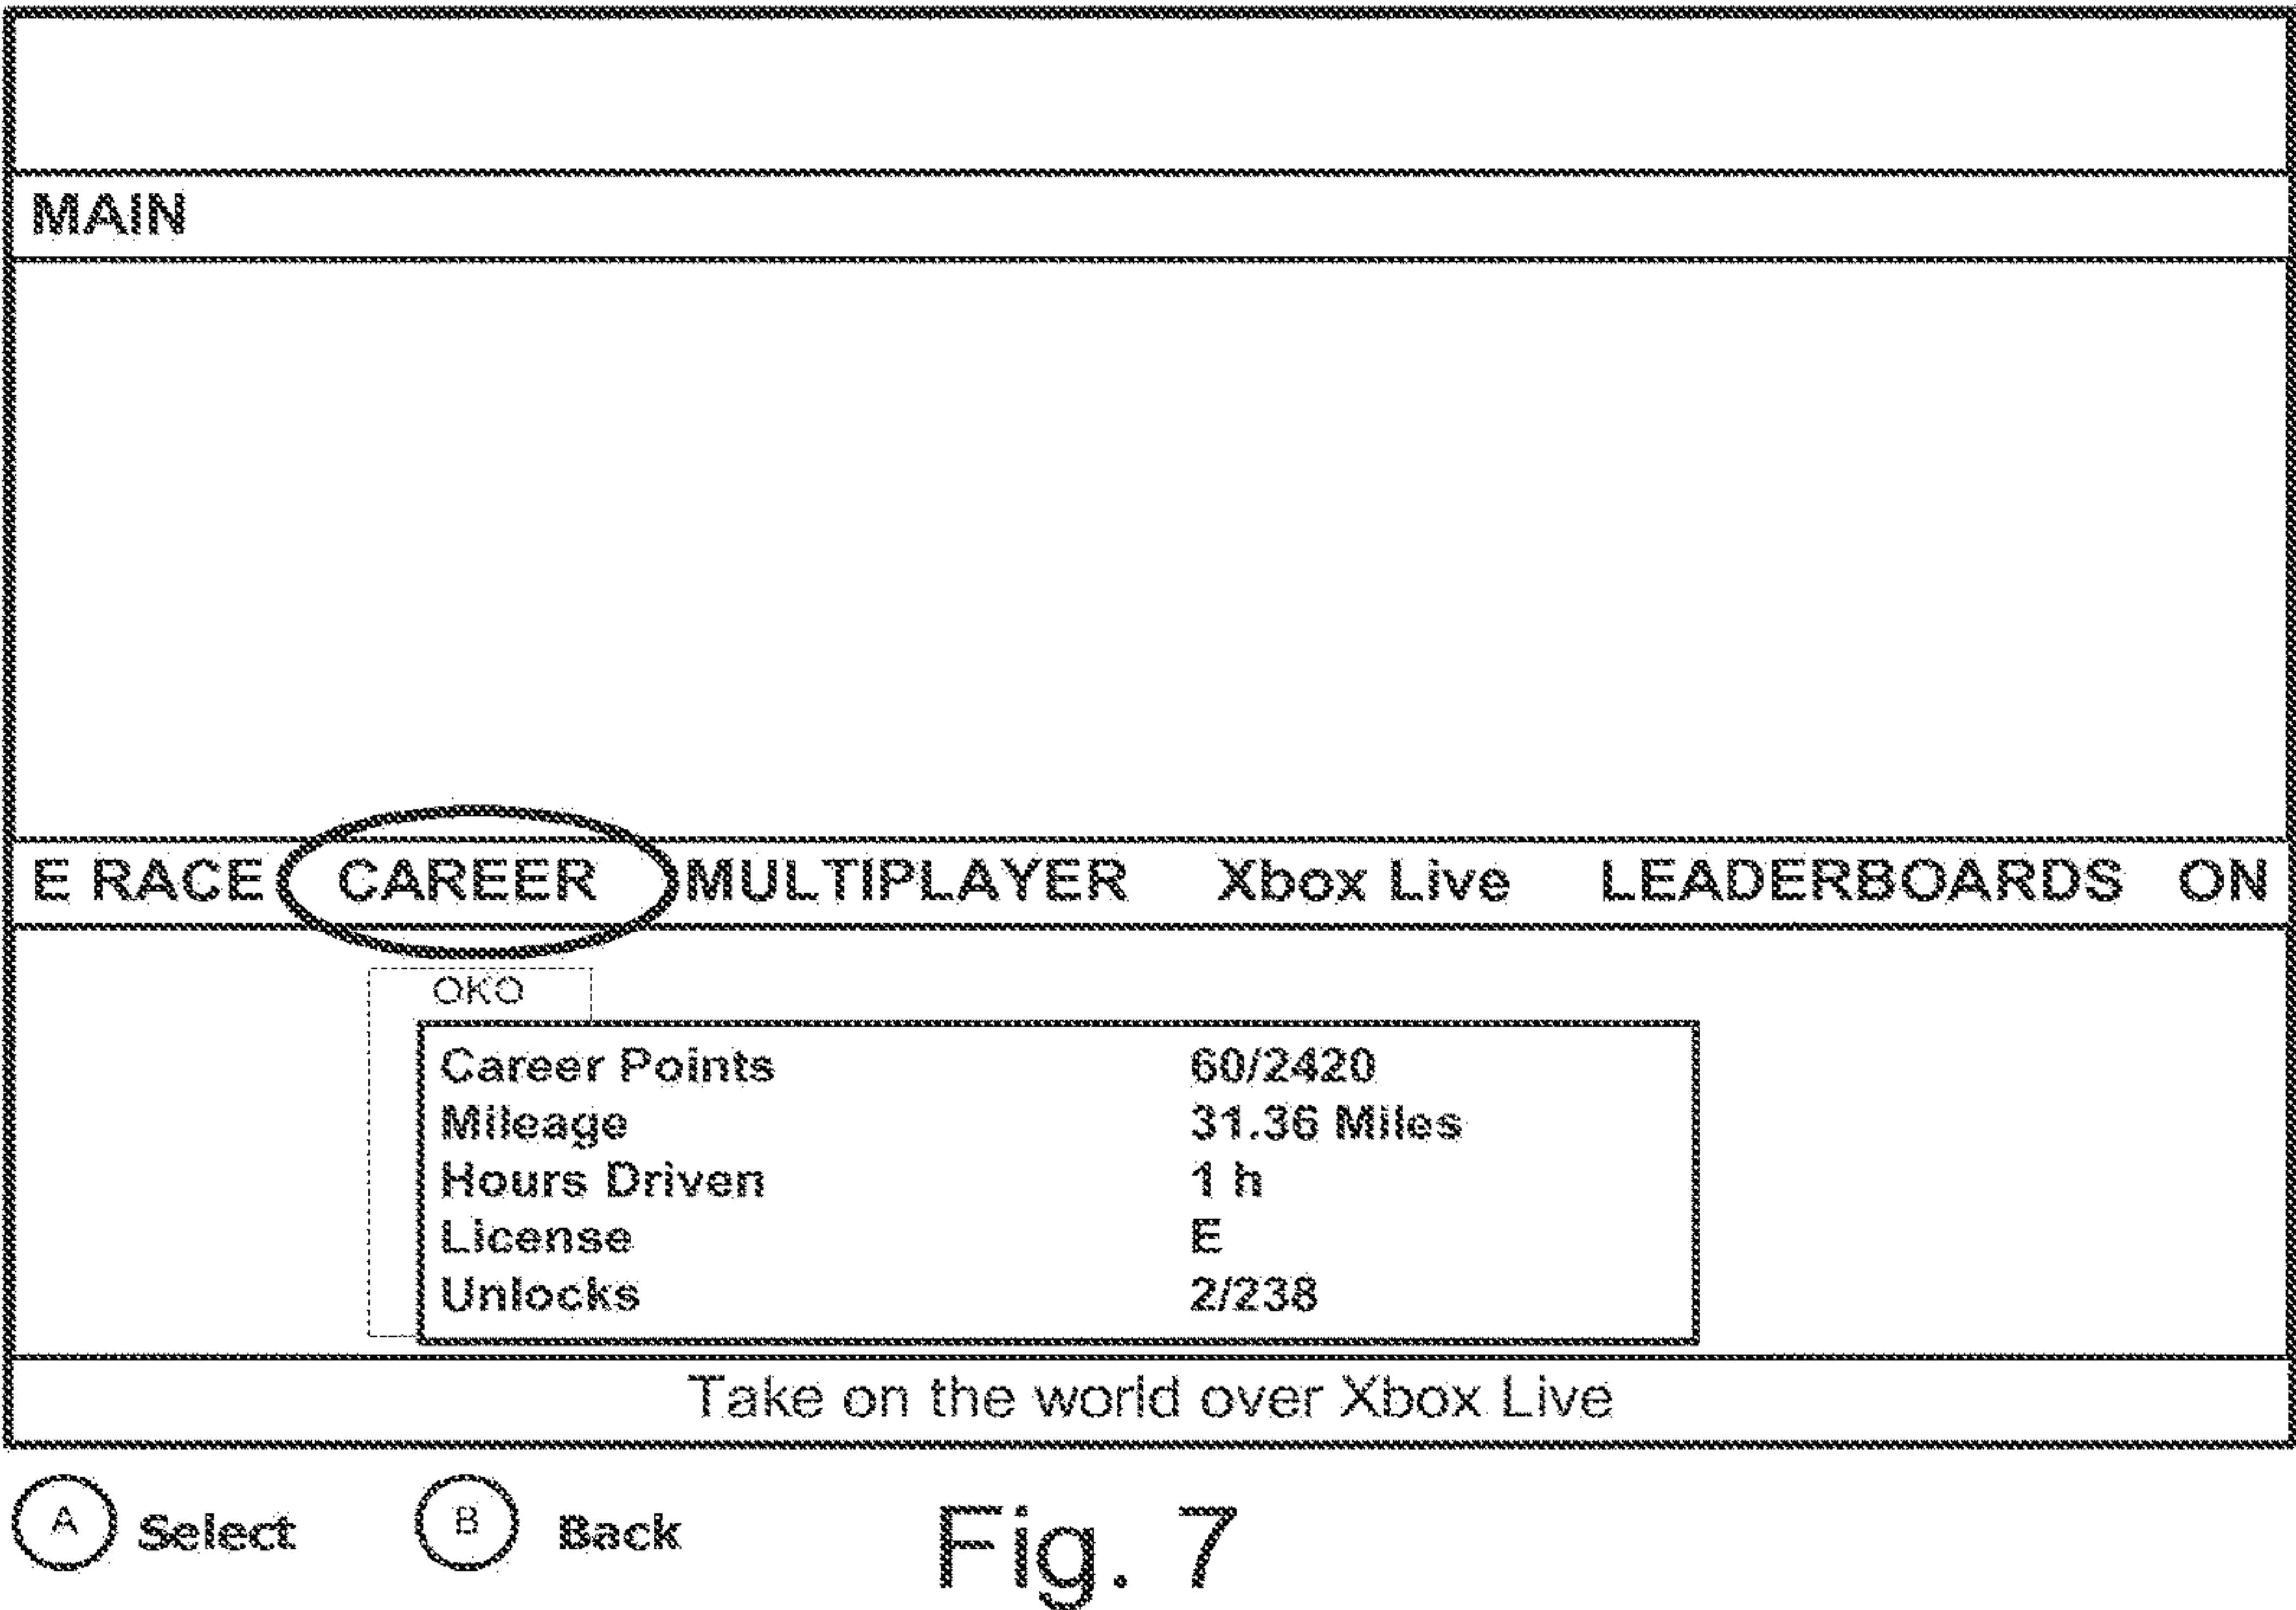 MAIN
E RACE CAREER MULTIPLAYER Xbox Live LEADERBOARDS ON
OKO
Career Points 60/2420
Mileage 31.36 Miles
Hours Driven 1 h
License E
Unlocks 2/238
Take on the world over Xbox Live
A Select B Back Fig. 7